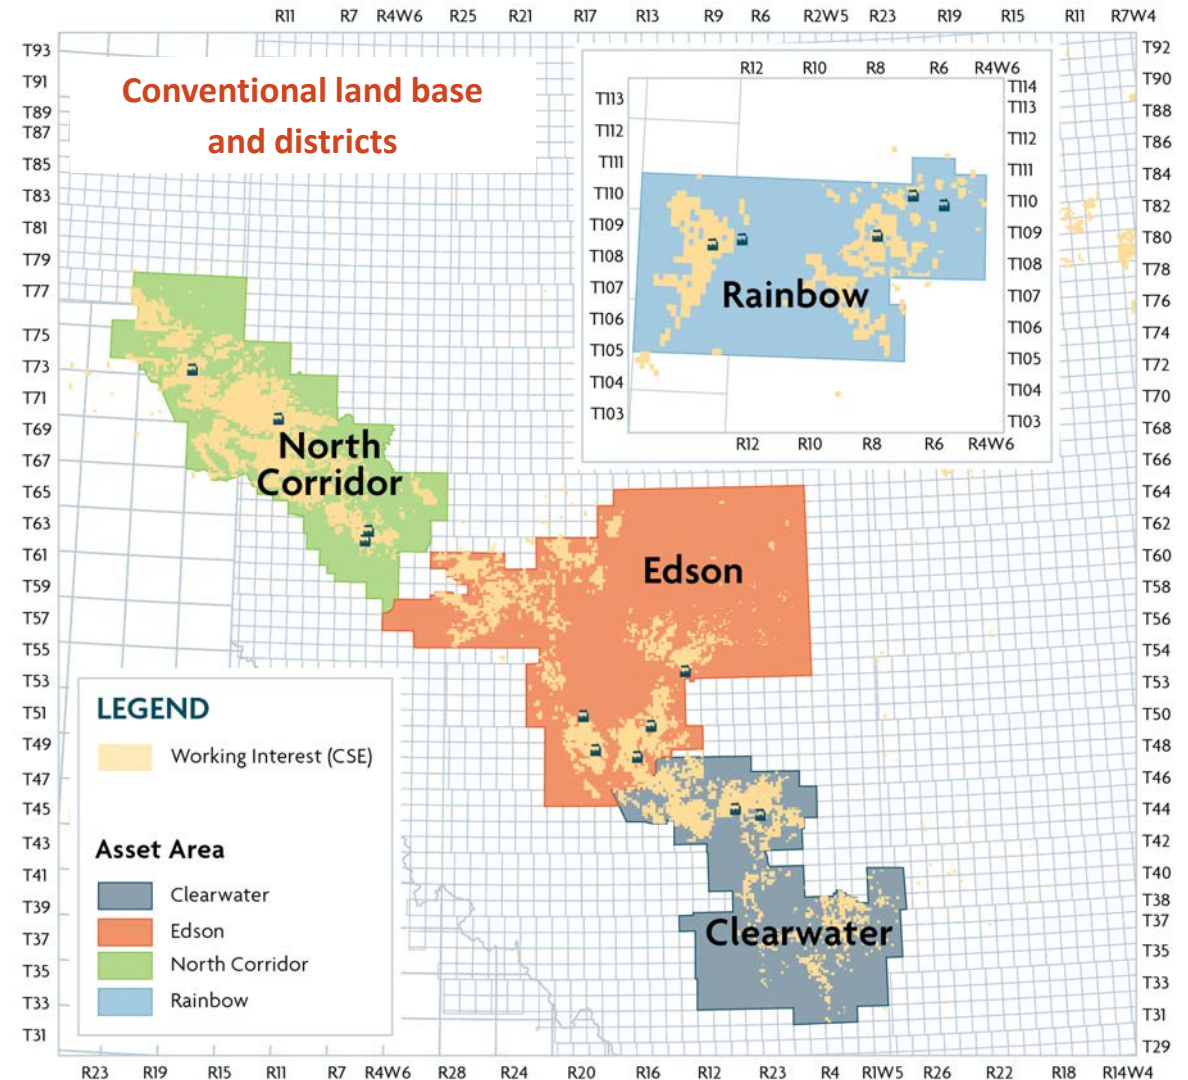 R11 R7 R4W6 R25 R21 R17 R13 R9 R6 R2W5 R23 R19 R15 R11 R7W4
Conventional land base
and districts
T93
T91
T89
T87
T85
T83
T81
T79
T77
T75
T73
T71
T69
T67
T65
T63
T61
T59
T57
T55
T53
T51
T49
T47
T45
T43
T41
T39
T37
T35
T33
T31
R12 R10 R8 R6 R4W6
T113
T112
T111
T110
T109
T108
T107
T106
T105
T104
T103
Rainbow
T114
T113
T112
T111
T110
T109
T108
T107
T106
T105
T104
T103
R12 R10 R8 R6 R4W6
T92
T90
T88
T86
T84
T82
T80
T78
T76
T74
T72
T70
T68
T66
T64
T62
T60
T58
T56
T54
T53
T50
T48
T46
T44
T42
T40
T38
T37
T35
T33
T31
T29
North
Corridor
Edson
Clearwater
LEGEND
Working Interest (CSE)
Asset Area
Clearwater
Edson
North Corridor
Rainbow
R23 R19 R15 R11 R7 R4W6 R28 R24 R20 R16 R12 R23 R4 R1W5 R26 R22 R18 R14W4